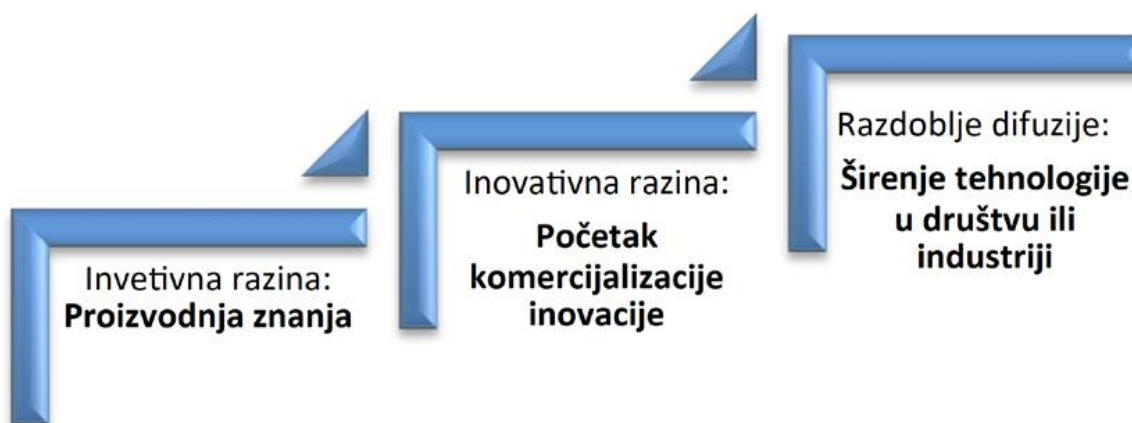 Invetivna razina:
Proizvodnja znanja
Inovativna razina:
Početak
komercijalizacije
inovacije
Razdoblje difuzije:
Širenje tehnologije
u društvu ili
industriji